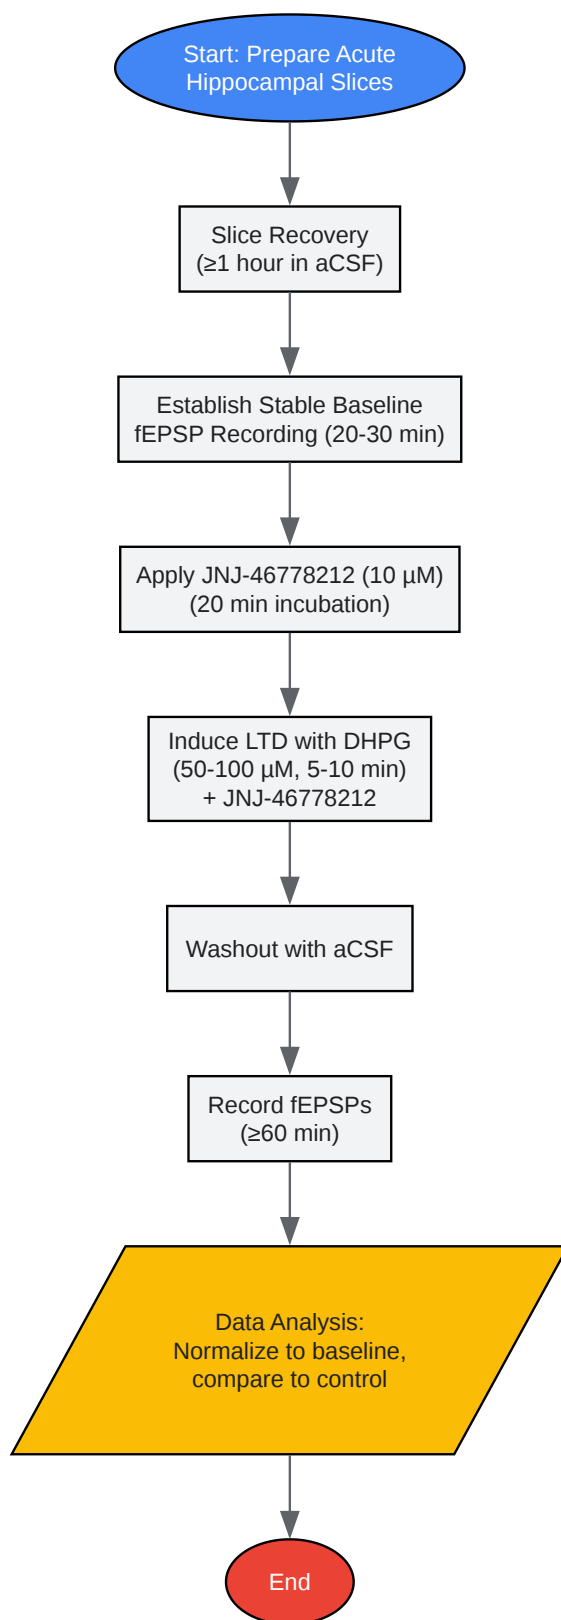 Start: Prepare Acute
Hippocampal Slices
Slice Recovery
(≥1 hour in aCSF)
Establish Stable Baseline
fEPSP Recording (20-30 min)
Apply JNJ-46778212 (10 µM)
(20 min incubation)
Induce LTD with DHPG
(50-100 µM, 5-10 min)
+ JNJ-46778212
Washout with aCSF
Record fEPSPs
(≥60 min)
Data Analysis:
Normalize to baseline,
compare to control
End